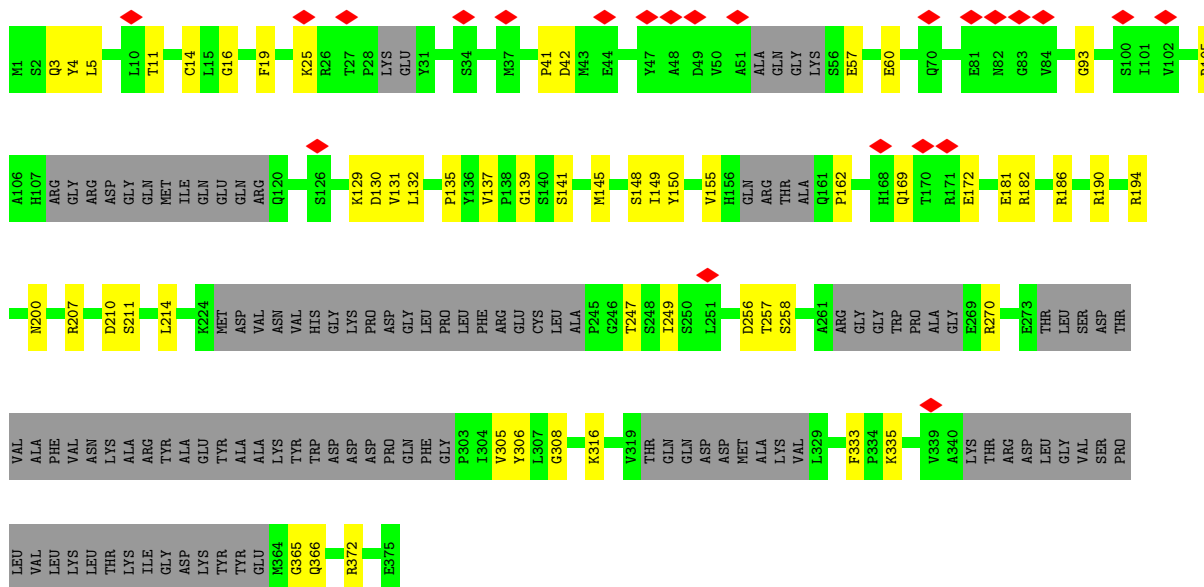 M1 S2 Q3 Y4 L5 L10 T11 C14 L15 G16 F19 K25 R26 T27 P28 LYS GLU Y31 S34 M37 P41 D42 M43 E44 Y47 A48 D49 V50 A51 ALA GLN GLY LYS S56 E57 E60 Q70 E81 N82 G83 V84 G93 S100 I101 V102
A106 H107 ARG GLY ARG ASP GLY GLN MET ILE GLN GLU GLN ARG Q120 S126 K129 D130 V131 L132 P135 Y136 V137 P138 G139 S140 S141 M145 S148 I149 Y150 V155 H156 GLN ARG THR ALA Q161 P162 H168 Q169 T170 R171 E172 E181 R182 R186 R190 R194
N200 R207 D210 S211 L214 K224 MET ASP VAL ASN VAL HIS GLY LYS PRO ASP GLY LEU PRO LEU PHE ARG GLU CYS LEU ALA P245 G246 T247 S248 I249 S250 L251 D256 T257 S258 A261 ARG GLY GLY TRP PRO ALA GLY E269 R270 E273 THR LEU SER ASP THR
VAL ALA PHE VAL ASN LYS ALA ARG TYR ALA GLU TYR ALA ALA LYS TYR TRP ASP ASP ASP PRO GLN PHE GLY P303 I304 V305 Y306 L307 G308 K316 V319 THR GLN GLN ASP ASP MET ALA LYS VAL L329 F333 P334 K335 V339 A340 LYS THR ARG ASP LEU GLY VAL SER PRO
LEU VAL LEU LYS LEU THR LYS ILE GLY ASP LYS TYR TYR GLU M364 G365 Q366 R372 E375